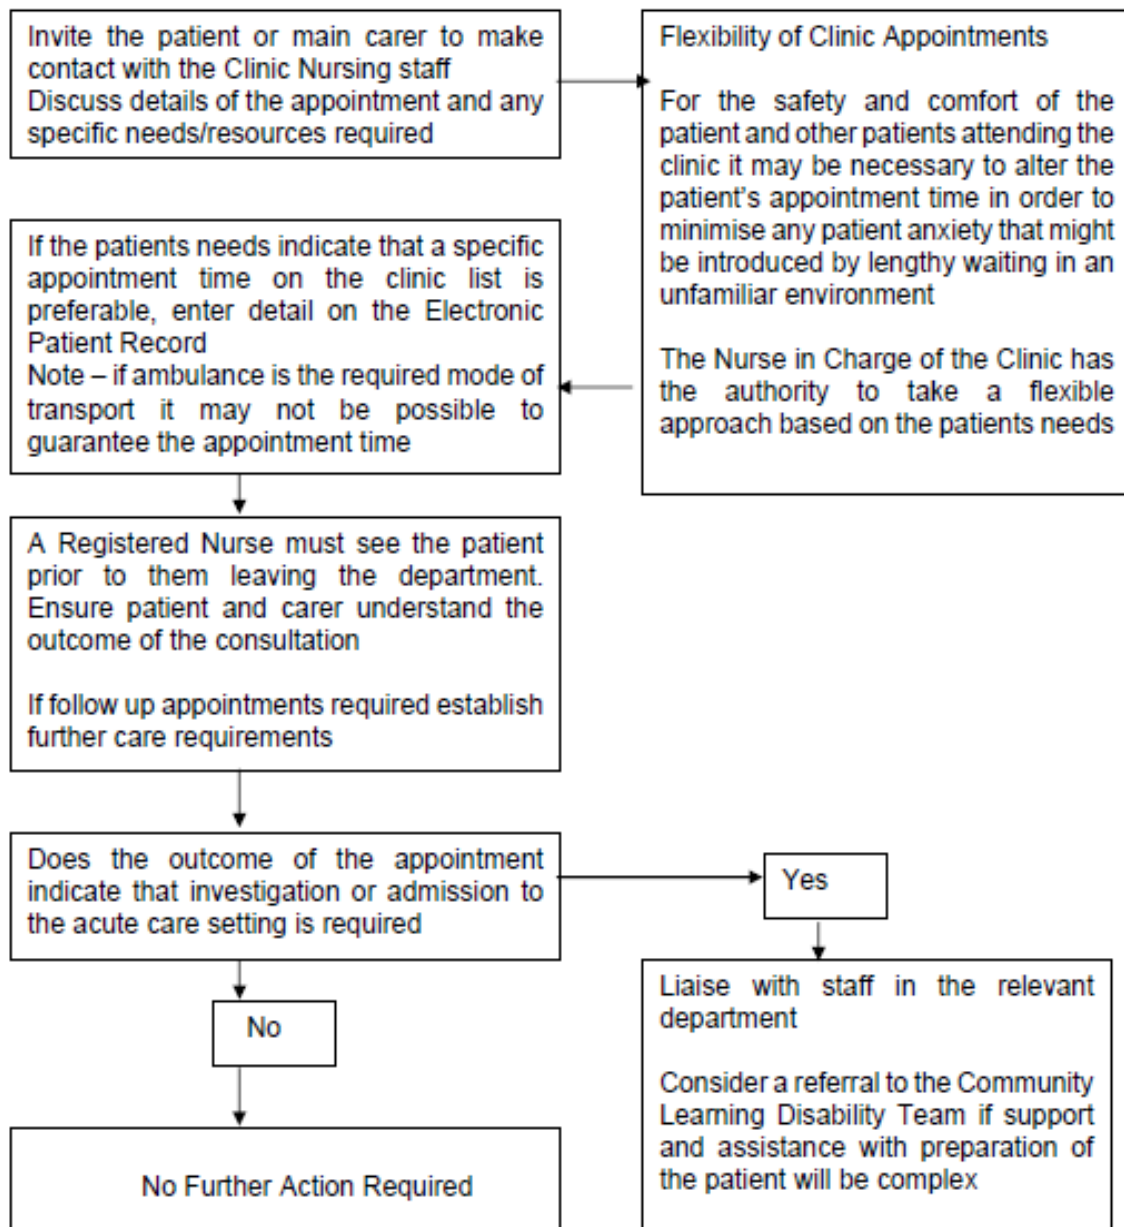 Invite the patient or main carer to make
contact with the Clinic Nursing staff
Discuss details of the appointment and any
specific needs/resources required
Flexibility of Clinic Appointments
For the safety and comfort of the
patient and other patients attending the
clinic it may be necessary to alter the
patient's appointment time in order to
minimise any patient anxiety that might
be introduced by lengthy waiting in an
unfamiliar environment
The Nurse in Charge of the Clinic has
the authority to take a flexible
approach based on the patients needs
If the patients needs indicate that a specific
appointment time on the clinic list is
preferable, enter detail on the Electronic
Patient Record
Note – if ambulance is the required mode of
transport it may not be possible to
guarantee the appointment time
A Registered Nurse must see the patient
prior to them leaving the department.
Ensure patient and carer understand the
outcome of the consultation
If follow up appointments required establish
further care requirements
Does the outcome of the appointment
indicate that investigation or admission to
the acute care setting is required
Yes
No
Liaise with staff in the relevant
department
Consider a referral to the Community
Learning Disability Team if support
and assistance with preparation of
the patient will be complex
No Further Action Required